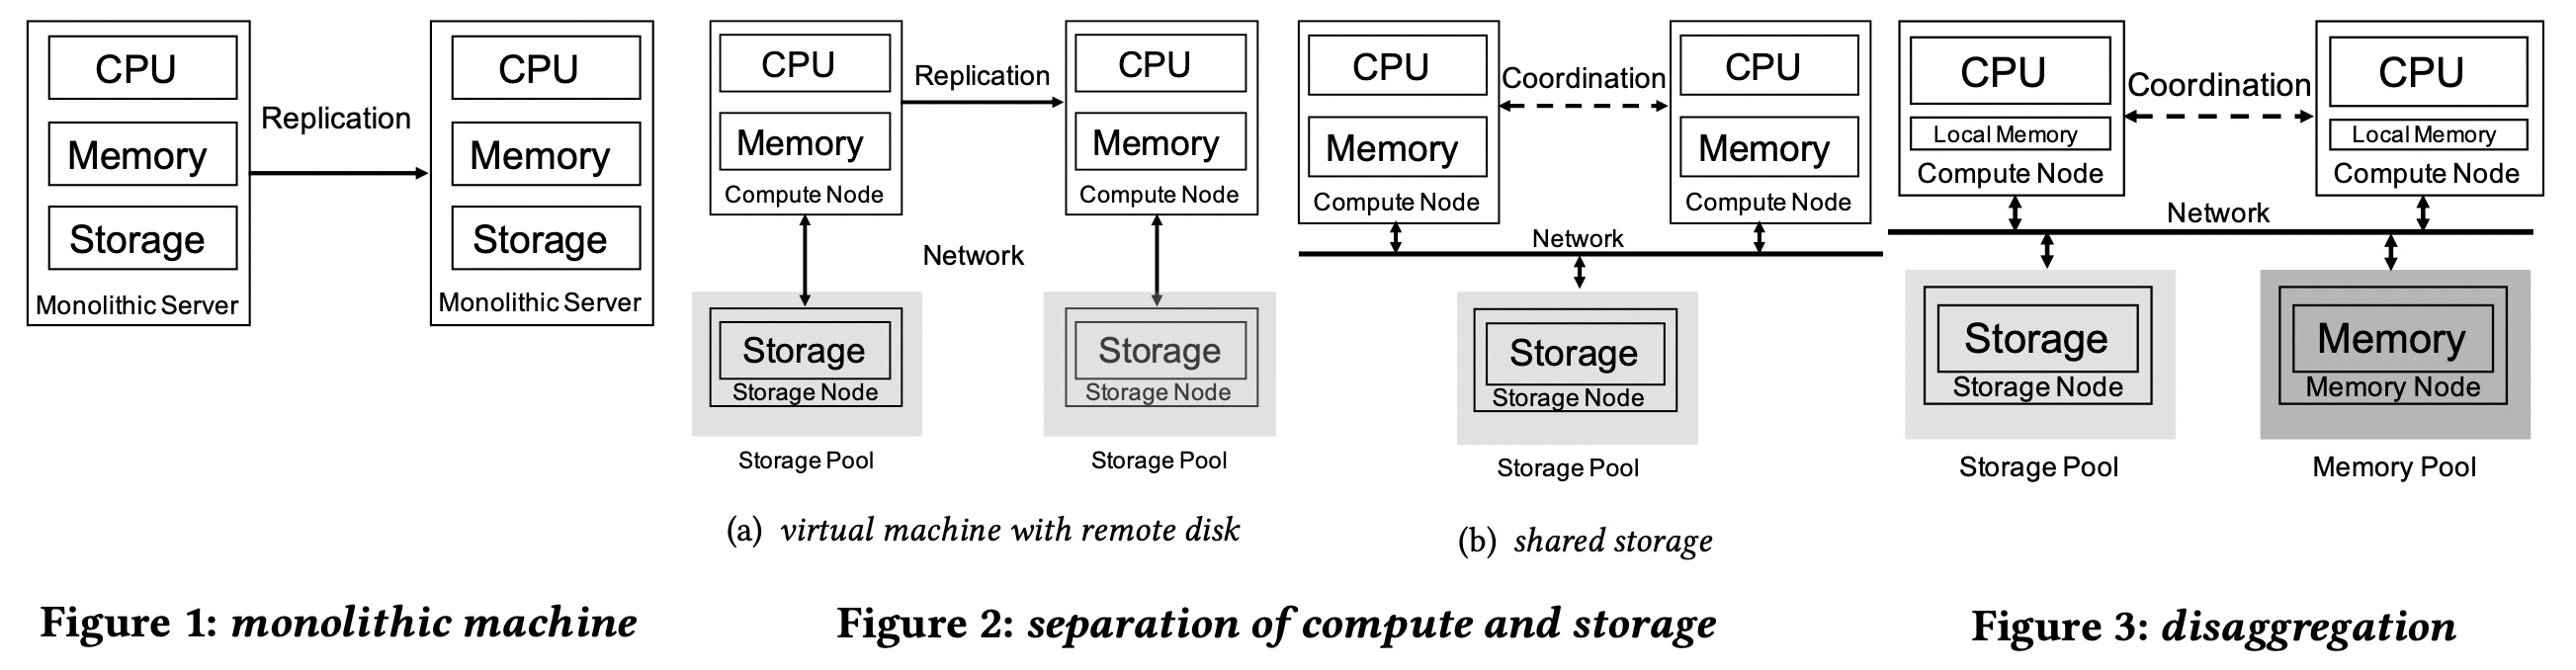 CPU
Memory
Storage
Monolithic Server
Replication
CPU
Memory
Storage
Monolithic Server
Figure 1: monolithic machine
CPU
Memory
Compute Node
Replication
CPU
Memory
Compute Node
Network
Storage
Storage Node
Storage Pool
Storage
Storage Node
Storage Pool
(a) virtual machine with remote disk
CPU
Memory
Compute Node
Coordination
CPU
Memory
Compute Node
Network
Storage
Storage Node
Storage Pool
(b) shared storage
Figure 2: separation of compute and storage
CPU
Local Memory
Compute Node
Coordination
CPU
Local Memory
Compute Node
Network
Storage
Storage Node
Storage Pool
Memory
Memory Node
Memory Pool
Figure 3: disaggregation